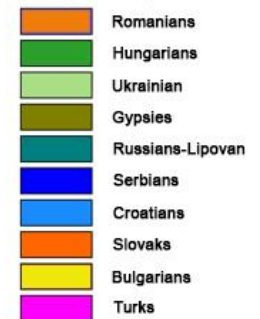 Romanians
Hungarians
Ukrainian
Gypsies
Russians-Lipovan
Serbians
Croatians
Slovaks
Bulgarians
Turks